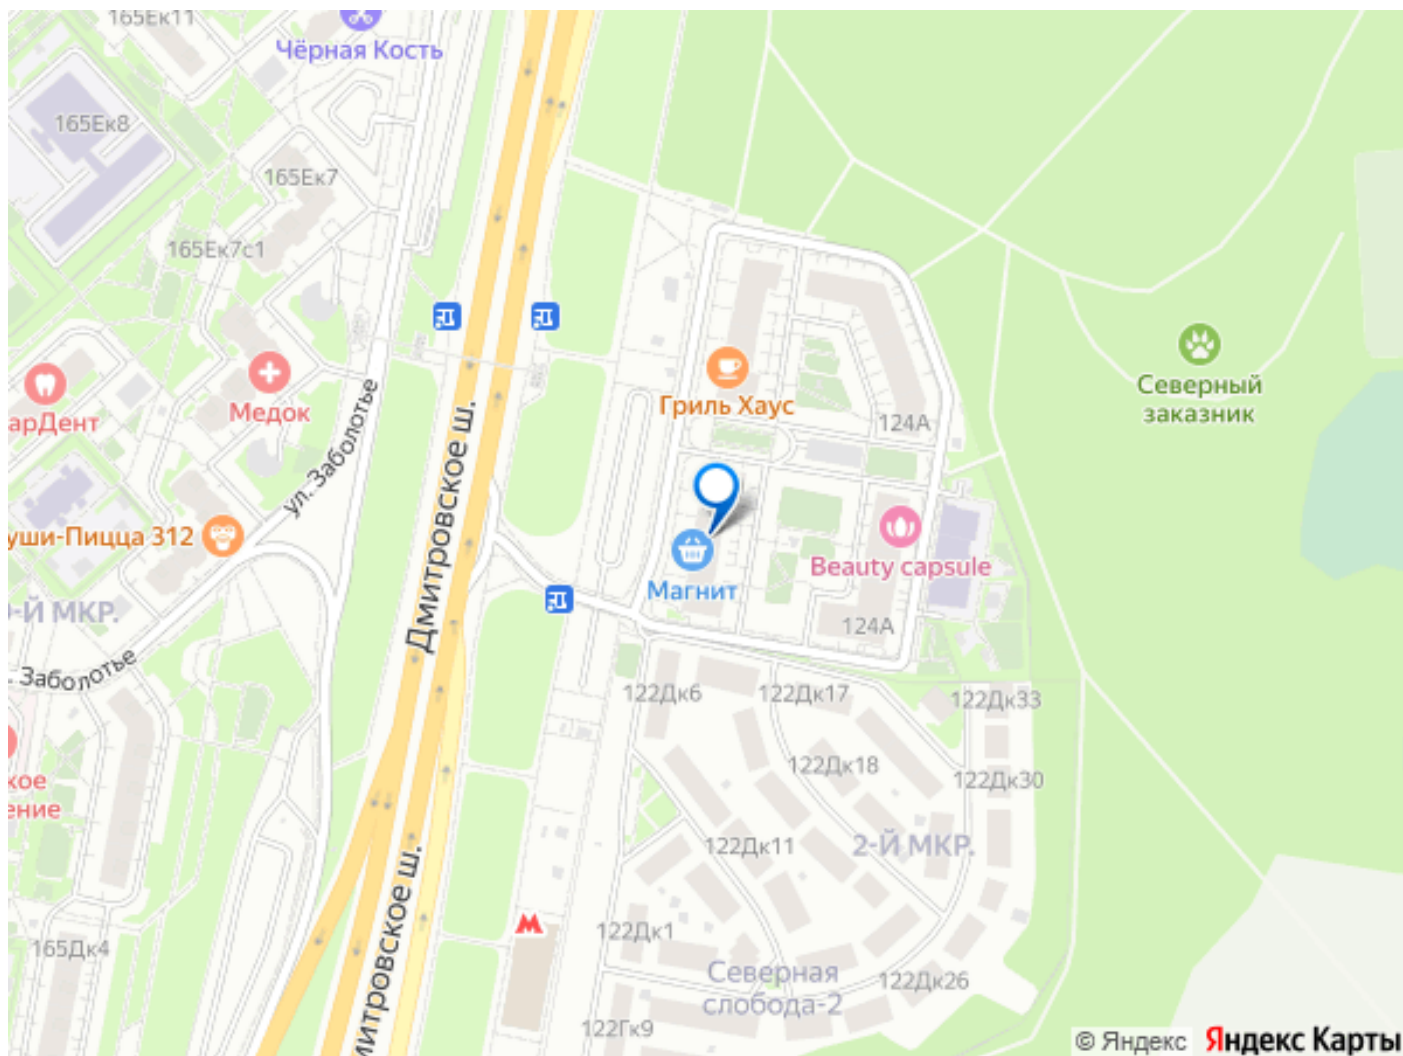 165Ек11
Чёрная Кость
165Ек8
165Ек7
165Ек7с1
арДент
Медок
ул. Заболотье
Дмитровское ш.
Гриль Хаус
124А
Северный
заказник
уши-Пицца 312
Магнит
Beauty capsule
-Й МКР.
. Заболотье
124А
122Дк6
122Дк17
122Дк33
122Дк18
122Дк30
кое
ение
122Дк11
2-Й МКР.
митровское ш.
165Дк4
122Дк1
Северная
слобода-2
122Дк26
122Гк9
© Яндекс Яндекс Карты